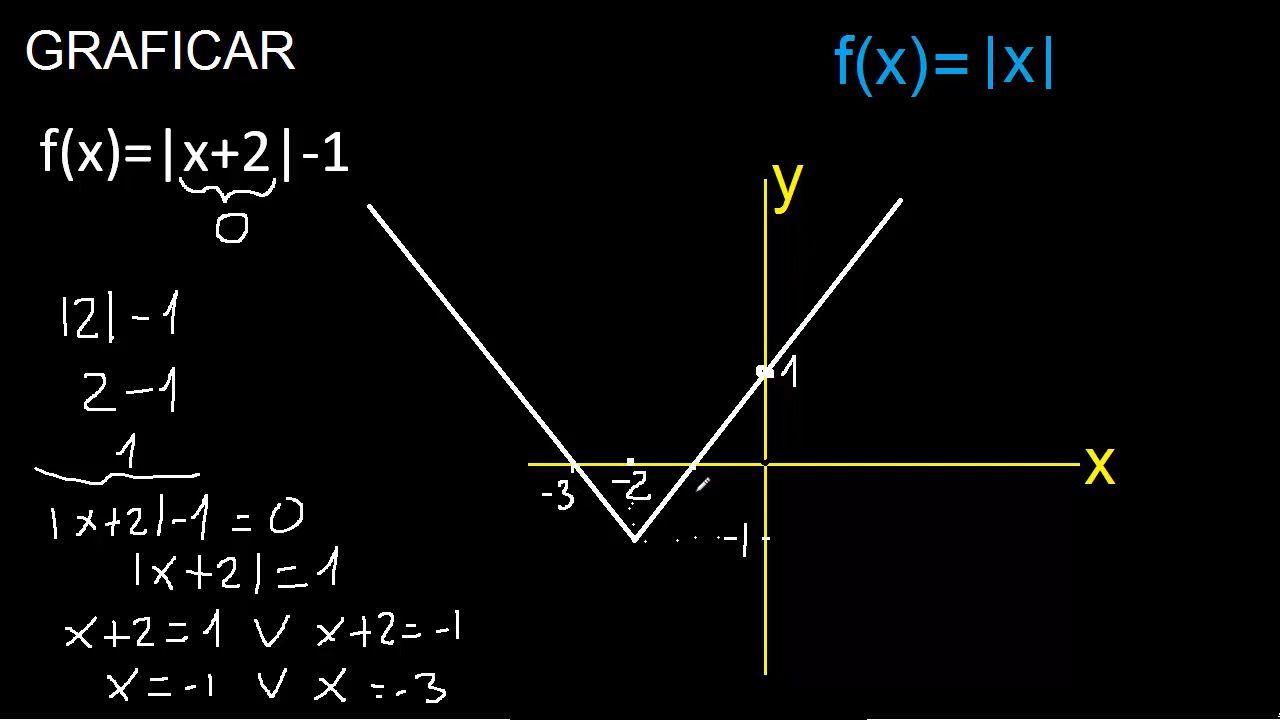 GRAFICAR
f(x)=|x|
f(x)=|x+2|-1
0
y
|2|-1
2-1
1
1
x
-3
-2
-1
|x+2|-1=0
|x+2|=1
x+2=1 ∨ x+2=-1
x=-1 ∨ x=-3